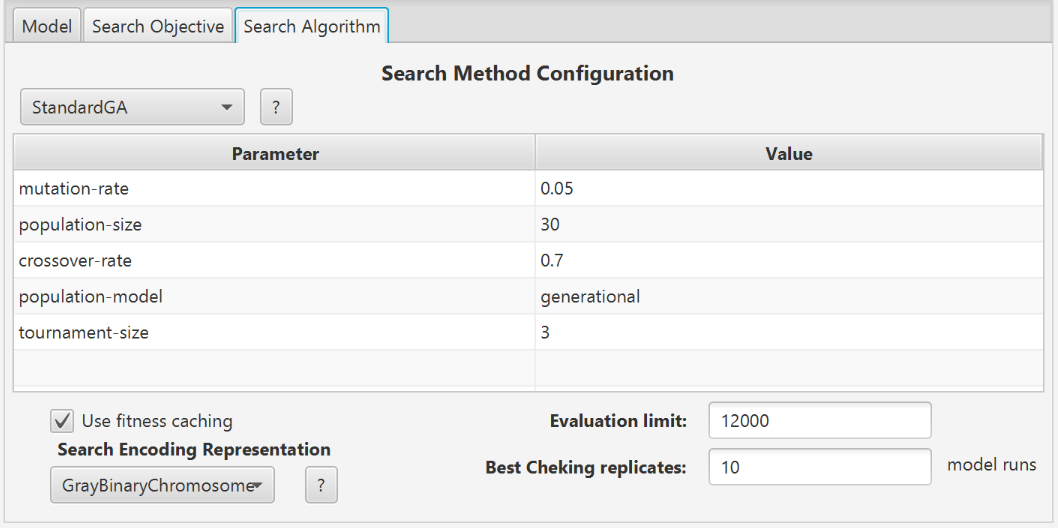 Model Search Objective Search Algorithm
Search Method Configuration
StandardGA ?
Parameter Value
mutation-rate 0.05
population-size 30
crossover-rate 0.7
population-model generational
tournament-size 3
Use fitness caching Evaluation limit: 12000
Search Encoding Representation
Best Cheking replicates: 10 model runs
GrayBinaryChromosome ?